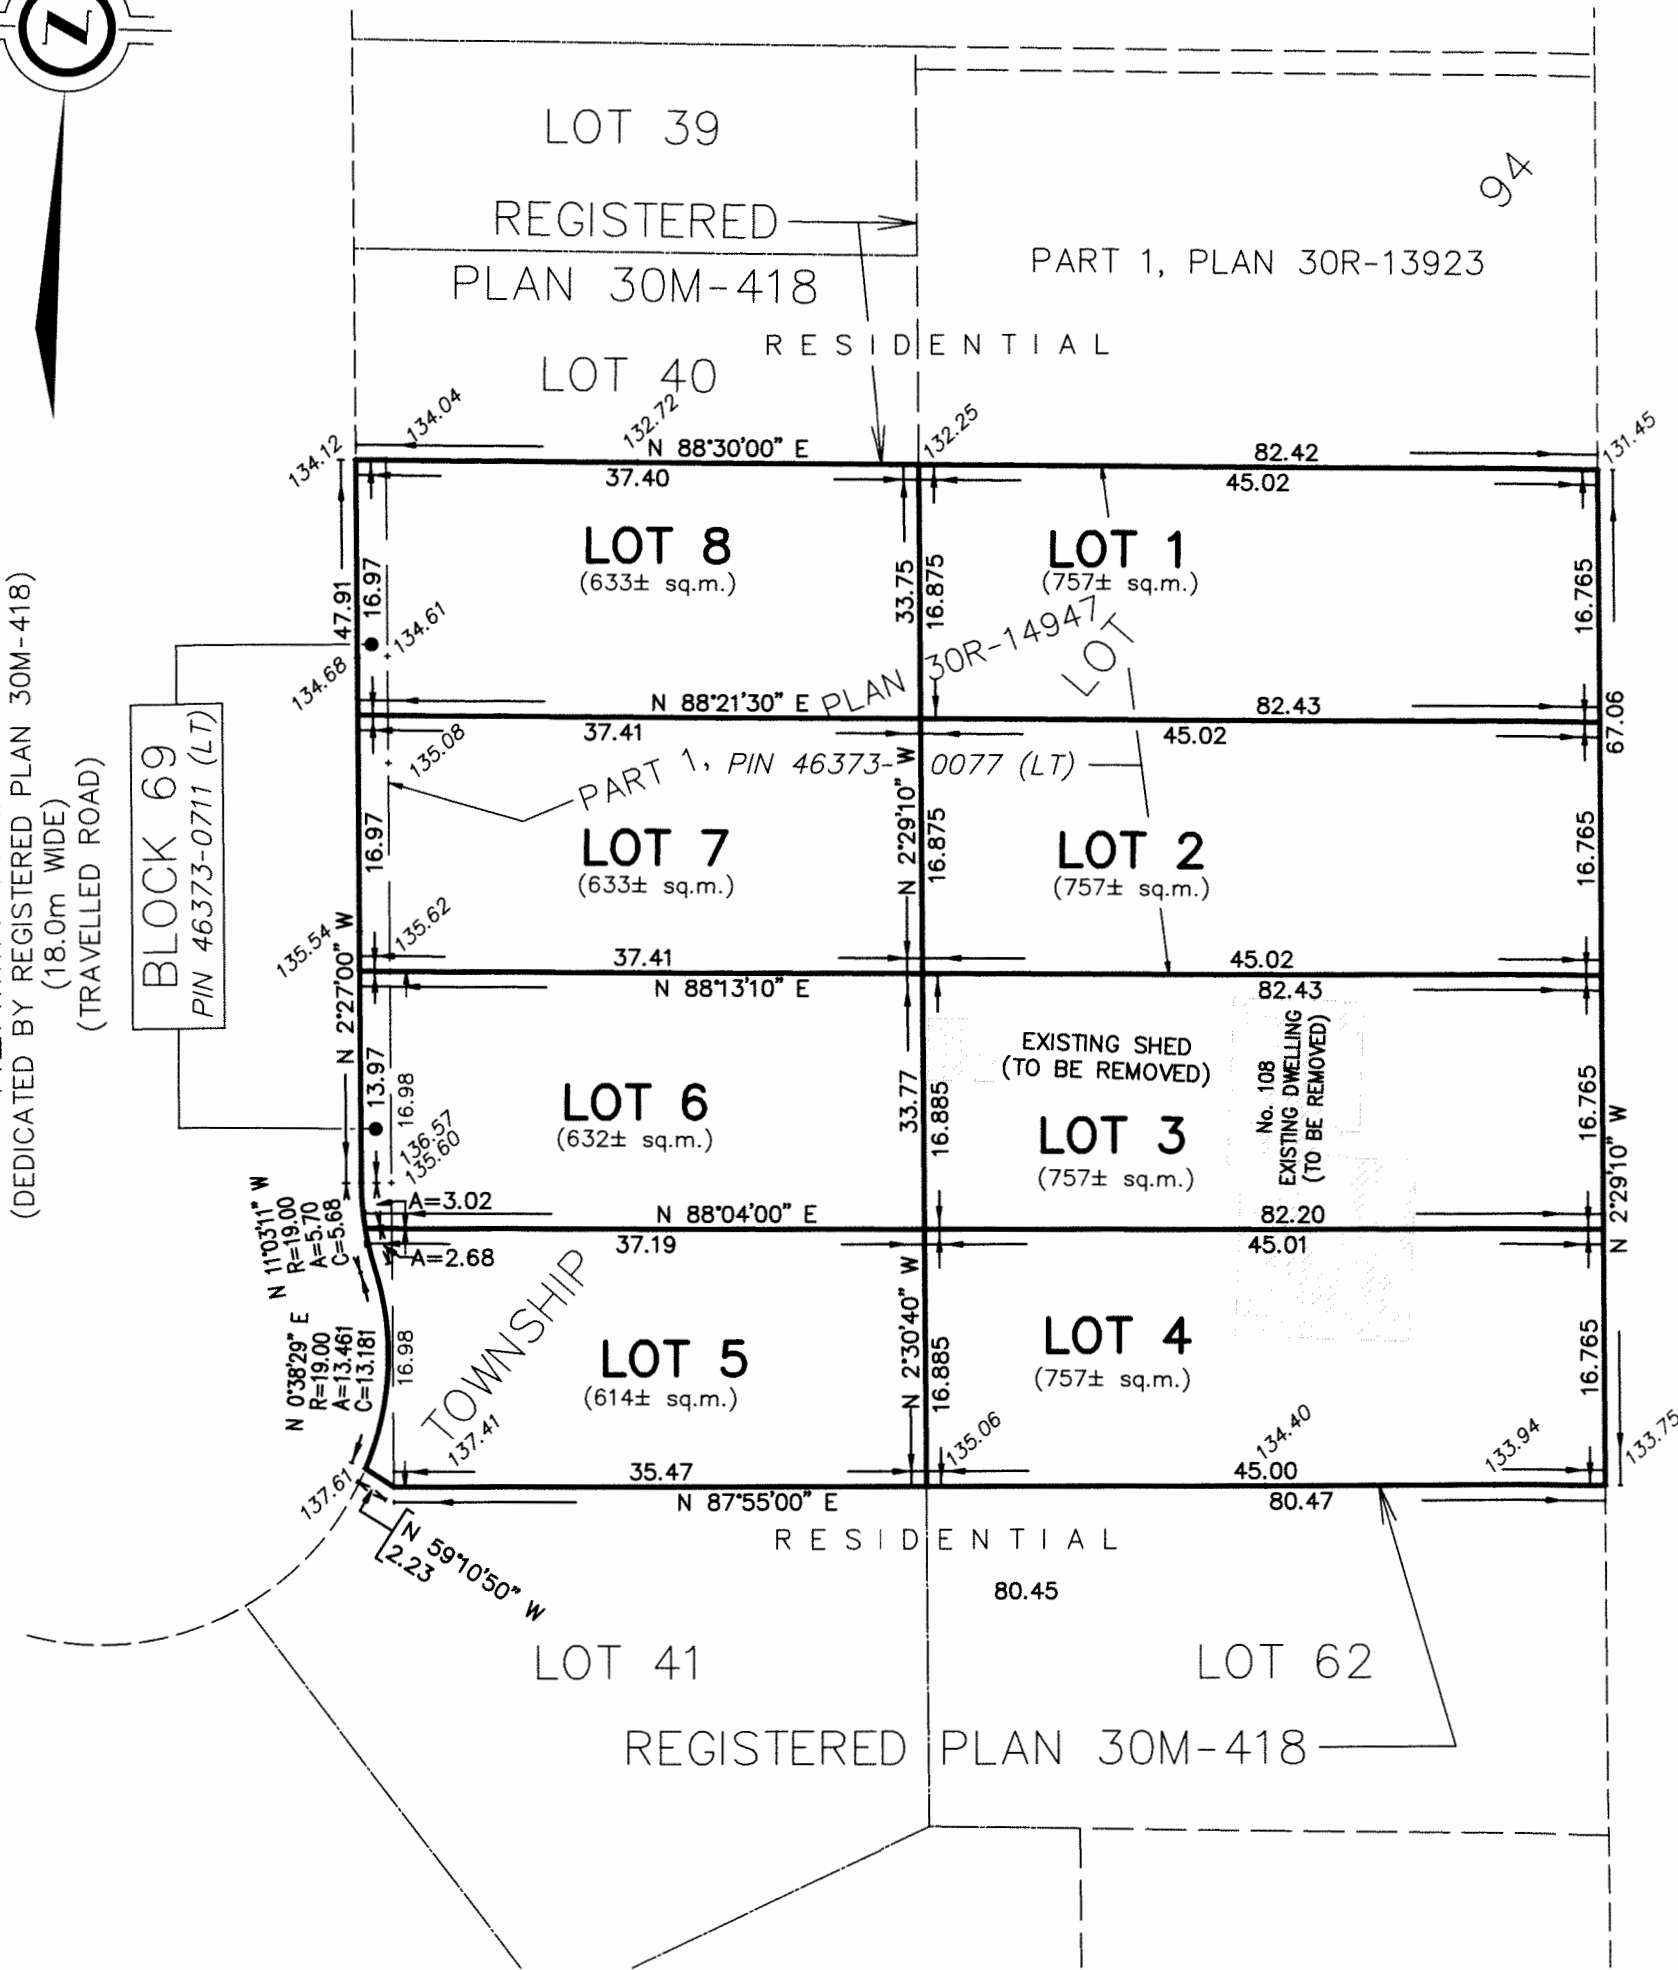 Z
LOT 39
REGISTERED
PLAN 30M-418
LOT 40
94
PART 1, PLAN 30R-13923
RESIDENTIAL
134.12
134.04
132.72
132.25
131.45
N 88°30'00" E
82.42
37.40
45.02
LOT 8
(633± sq.m.)
LOT 1
(757± sq.m.)
47.91
16.97
33.75
16.875
16.765
134.61
134.68
PLAN 30R-14947
LOT
N 88°21'30" E
82.43
37.41
45.02
67.06
135.08
PART 1, PIN 46373-0077 (LT)
(DEDICATED BY REGISTERED PLAN 30M-418)
(18.0m WIDE)
(TRAVELLED ROAD)
BLOCK 69
PIN 46373-0711 (LT)
16.97
LOT 7
(633± sq.m.)
N 2°29'10" W
16.875
LOT 2
(757± sq.m.)
16.765
135.54
135.62
N 2°27'00" W
37.41
45.02
N 88°13'10" E
82.43
13.97
16.98
LOT 6
(632± sq.m.)
33.77
16.885
EXISTING SHED
(TO BE REMOVED)
No. 108
EXISTING DWELLING
(TO BE REMOVED)
LOT 3
(757± sq.m.)
16.765
N 2°29'10" W
136.57
135.60
A=3.02
N 88°04'00" E
82.20
37.19
45.01
A=2.68
N 11°03'11" W
R=19.00
A=5.70
C=5.68
N 0°38'29" E
R=19.00
A=13.461
C=13.181
16.98
TOWNSHIP
LOT 5
(614± sq.m.)
N 2°30'40" W
16.885
LOT 4
(757± sq.m.)
16.765
137.41
137.61
135.06
134.40
133.94
133.75
35.47
45.00
N 87°55'00" E
80.47
N 59°10'50" W
2.23
RESIDENTIAL
80.45
LOT 41
LOT 62
REGISTERED PLAN 30M-418